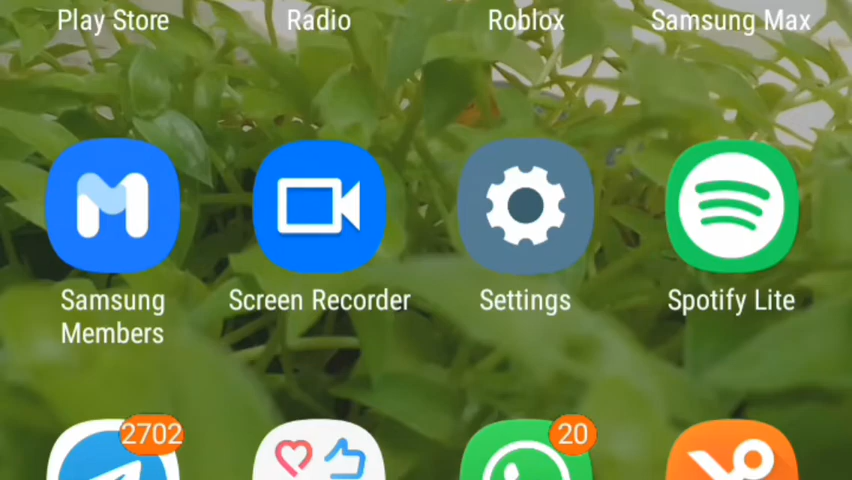 Play Store
Radio
Roblox
Samsung Max
Samsung
Members
Screen Recorder
Settings
Spotify Lite
2702
20